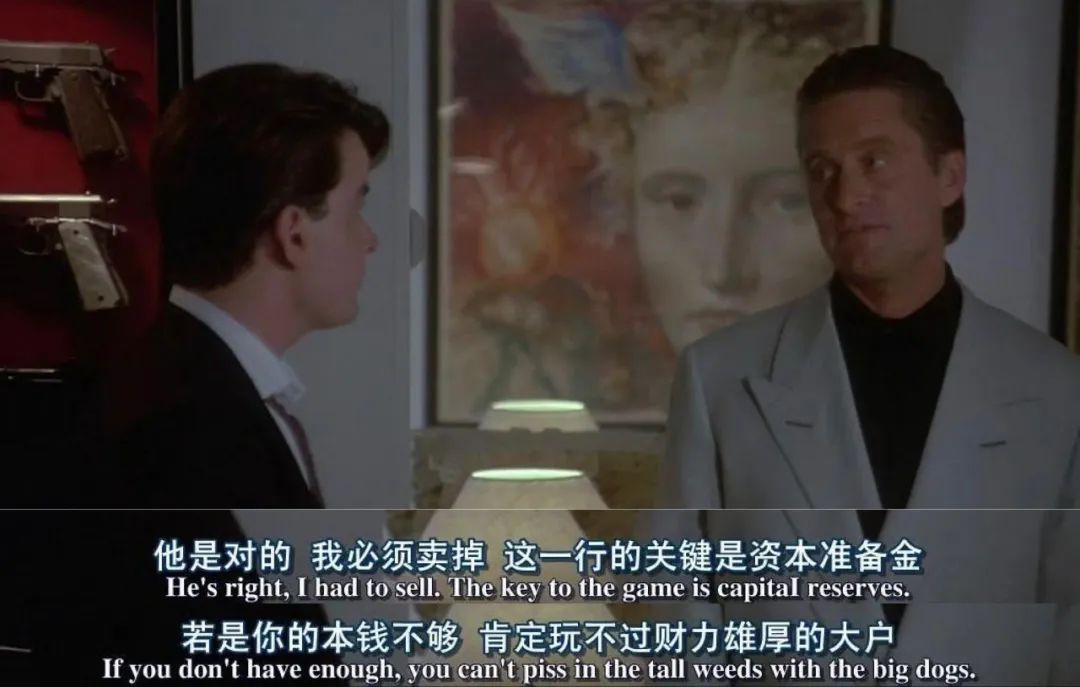 他是对的 我必须卖掉 这一行的关键是资本准备金
He's right, I had to sell. The key to the game is capitaI reserves.
若是你的本钱不够 肯定玩不过财力雄厚的大户
If you don't have enough, you can't piss in the tall weeds with the big dogs.